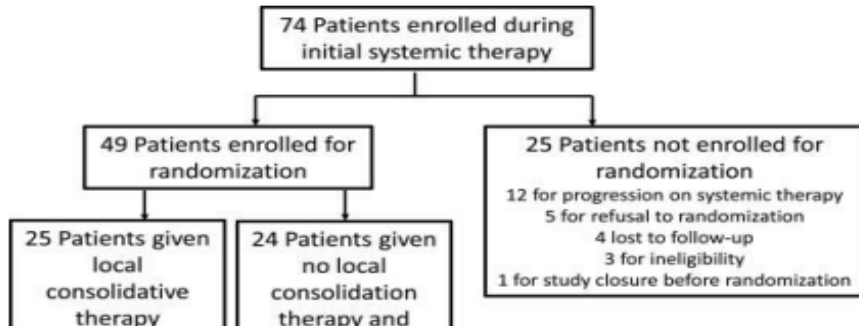 74 Patients enrolled during
initial systemic therapy
49 Patients enrolled for
randomization
25 Patients not enrolled for
randomization
12 for progression on systemic therapy
5 for refusal to randomization
4 lost to follow-up
3 for ineligibility
1 for study closure before randomization
25 Patients given
local
consolidative
therapy
24 Patients given
no local
consolidation
therapy and